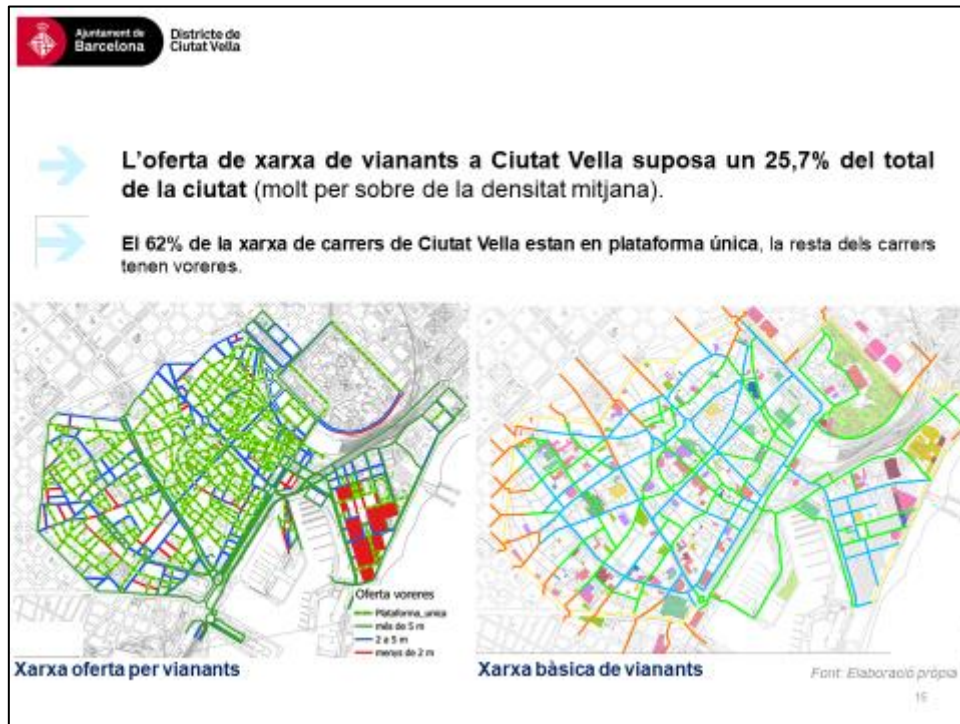 Ajuntament de
Barcelona
Districte de
Ciutat Vella
L'oferta de xarxa de vianants a Ciutat Vella suposa un 25,7% del total
de la ciutat (molt per sobre de la densitat mitjana).
El 62% de la xarxa de carrers de Ciutat Vella estan en plataforma única, la resta dels carrers
tenen voreres.
Oferta voreres
Plataforma_unica
més de 5 m
2 a 5 m
menys de 2 m
Xarxa oferta per vianants
Xarxa bàsica de vianants
Font: Elaboració pròpia